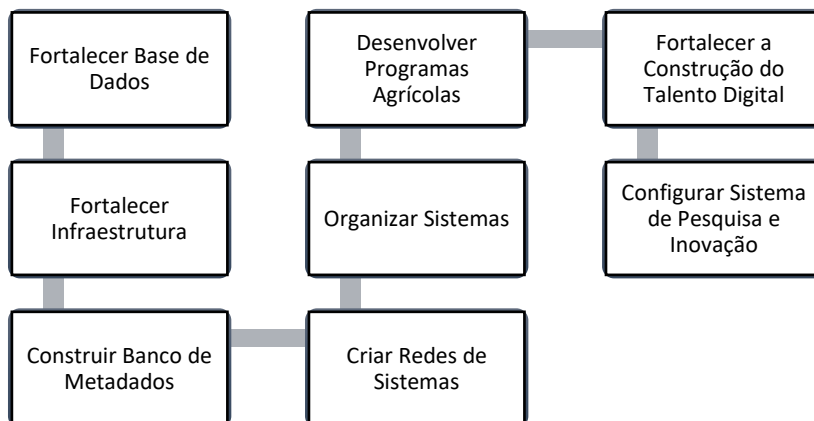 Fortalecer Base de
Dados
Fortalecer
Infraestrutura
Construir Banco de
Metadados
Criar Redes de
Sistemas
Organizar Sistemas
Desenvolver
Programas
Agrícolas
Fortalecer a
Construção do
Talento Digital
Configurar Sistema
de Pesquisa e
Inovação